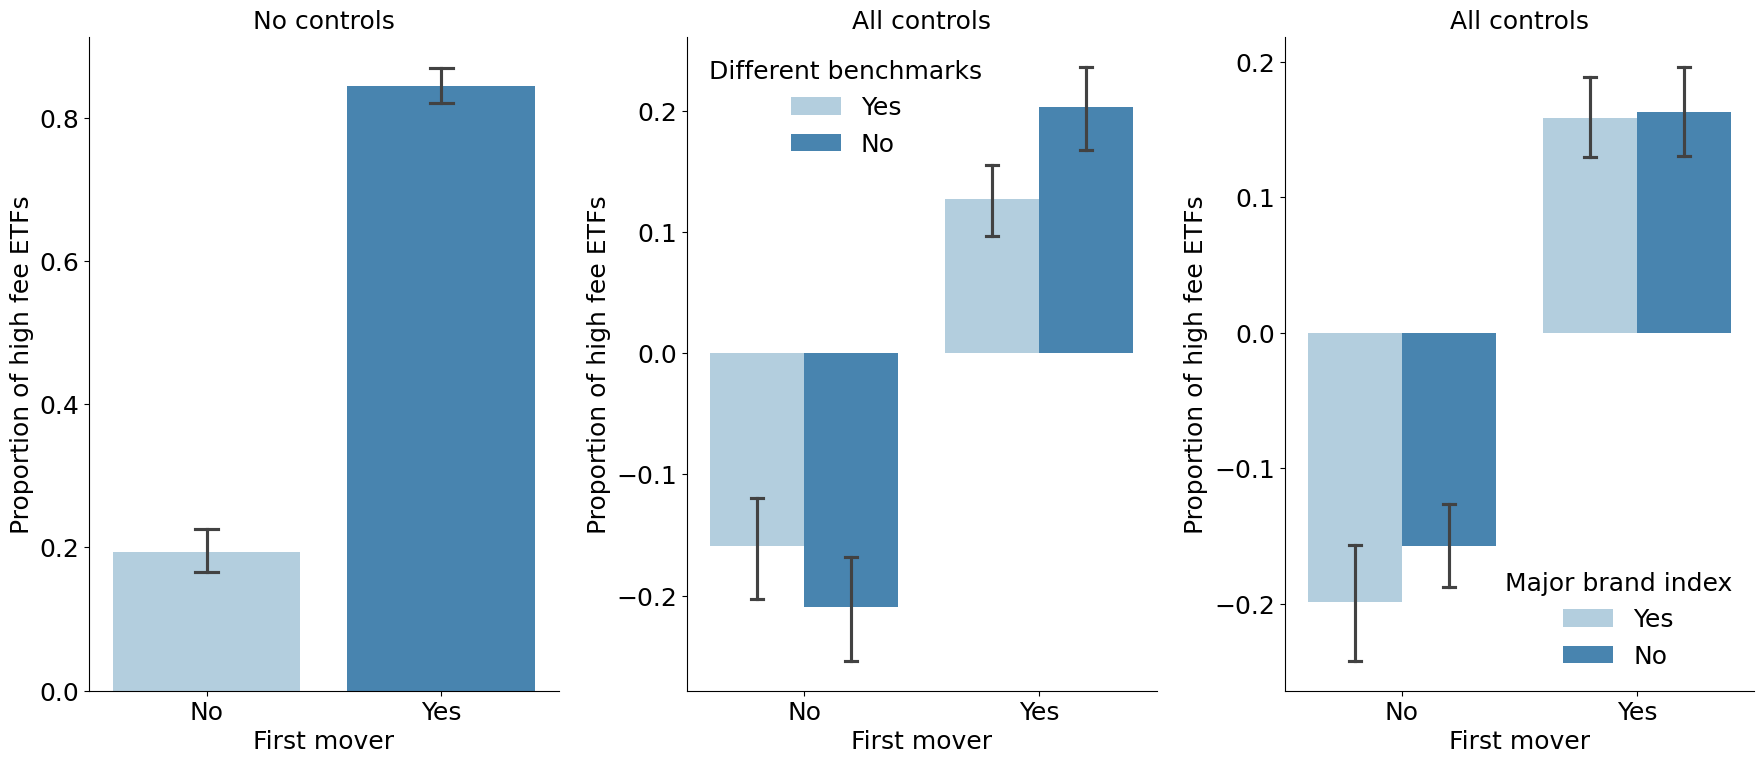 No controls
Proportion of high fee ETFs
0.8
0.6
0.4
0.2
0.0
No
Yes
First mover
All controls
Proportion of high fee ETFs
Different benchmarks
Yes
No
0.2
0.1
0.0
−0.1
−0.2
No
Yes
First mover
All controls
Proportion of high fee ETFs
0.2
0.1
0.0
−0.1
−0.2
Major brand index
Yes
No
No
Yes
First mover